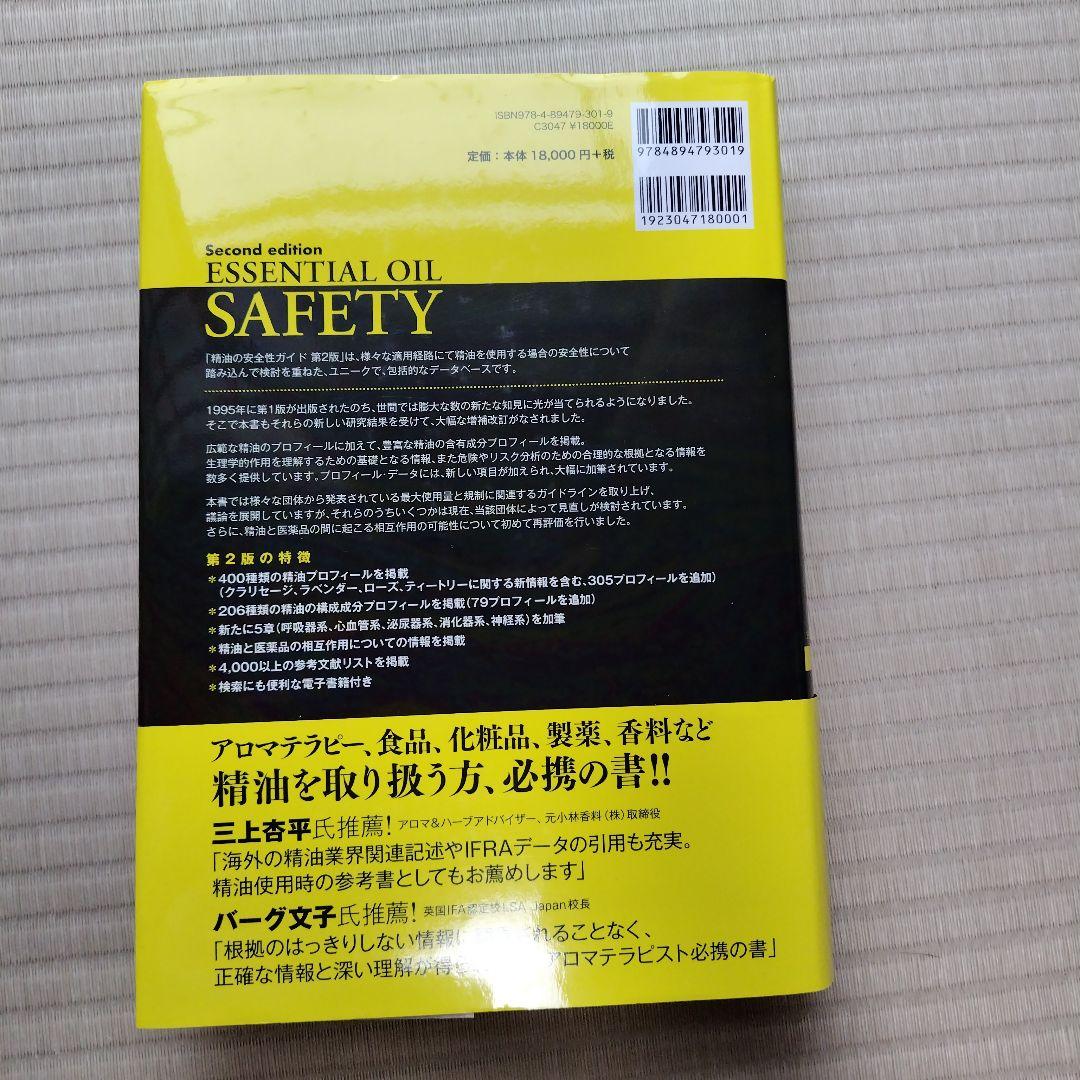 ISBN978-4-89479-301-9
C3047 ¥18000E
定価：本体 18,000円＋税
9784894793019
1923047180001
Second edition
ESSENTIAL OIL
SAFETY
「精油の安全性ガイド 第2版」は、様々な適用経路にて精油を使用する場合の安全性について
踏み込んで検討を重ねた、ユニークで、包括的なデータベースです。
1995年に第1版が出版されたのち、世間では膨大な数の新たな知見に光が当てられるようになりました。
そこで本書もそれらの新しい研究結果を受けて、大幅な増補改訂がなされました。
広範な精油のプロフィールに加えて、豊富な精油の含有成分プロフィールを掲載。
生理学的作用を理解するための基礎となる情報、また危険やリスク分析のための合理的な根拠となる情報を
数多く提供しています。プロフィール・データには、新しい項目が加えられ、大幅に加筆されています。
本書では様々な団体から発表されている最大使用量と規制に関連するガイドラインを取り上げ、
議論を展開していますが、それらのうちいくつかは現在、当該団体によって見直しが検討されています。
さらに、精油と医薬品の間に起こる相互作用の可能性について初めて再評価を行いました。
第2版の特徴
＊400種類の精油プロフィールを掲載
（クラリセージ、ラベンダー、ローズ、ティートリーに関する新情報を含む、305プロフィールを追加）
＊206種類の精油の構成成分プロフィールを掲載（79プロフィールを追加）
＊新たに5章（呼吸器系、心血管系、泌尿器系、消化器系、神経系）を加筆
＊精油と医薬品の相互作用についての情報を掲載
＊4,000以上の参考文献リストを掲載
＊検索にも便利な電子書籍付き
アロマテラピー、食品、化粧品、製薬、香料など
精油を取り扱う方、必携の書!!
三上杏平氏推薦！ アロマ&ハーブアドバイザー、元小林香料（株）取締役
「海外の精油業界関連記述やIFRAデータの引用も充実。
精油使用時の参考書としてもお薦めします」
バーグ文子氏推薦！ 英国IFA認定校 LSA Japan校長
「根拠のはっきりしない情報に れることなく、
正確な情報と深い理解が得ら アロマテラピスト必携の書」